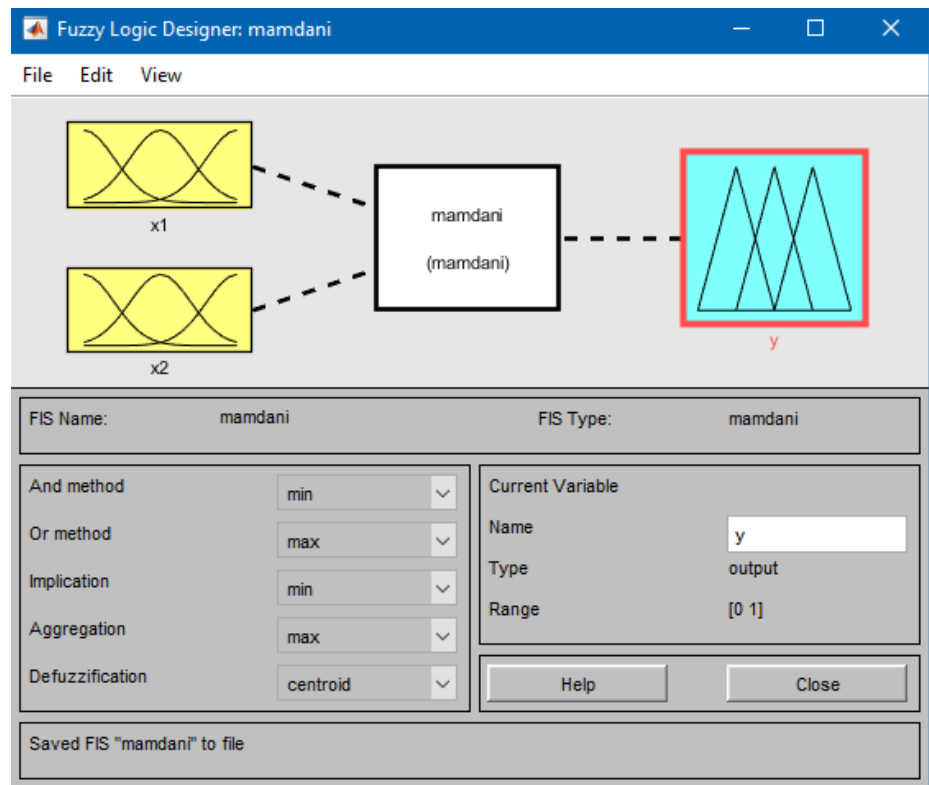 Fuzzy Logic Designer: mamdani
File Edit View
x1
x2
mamdani
(mamdani)
y
FIS Name: mamdani FIS Type: mamdani
And method min
Or method max
Implication min
Aggregation max
Defuzzification centroid
Current Variable
Name y
Type output
Range [0 1]
Help Close
Saved FIS "mamdani" to file